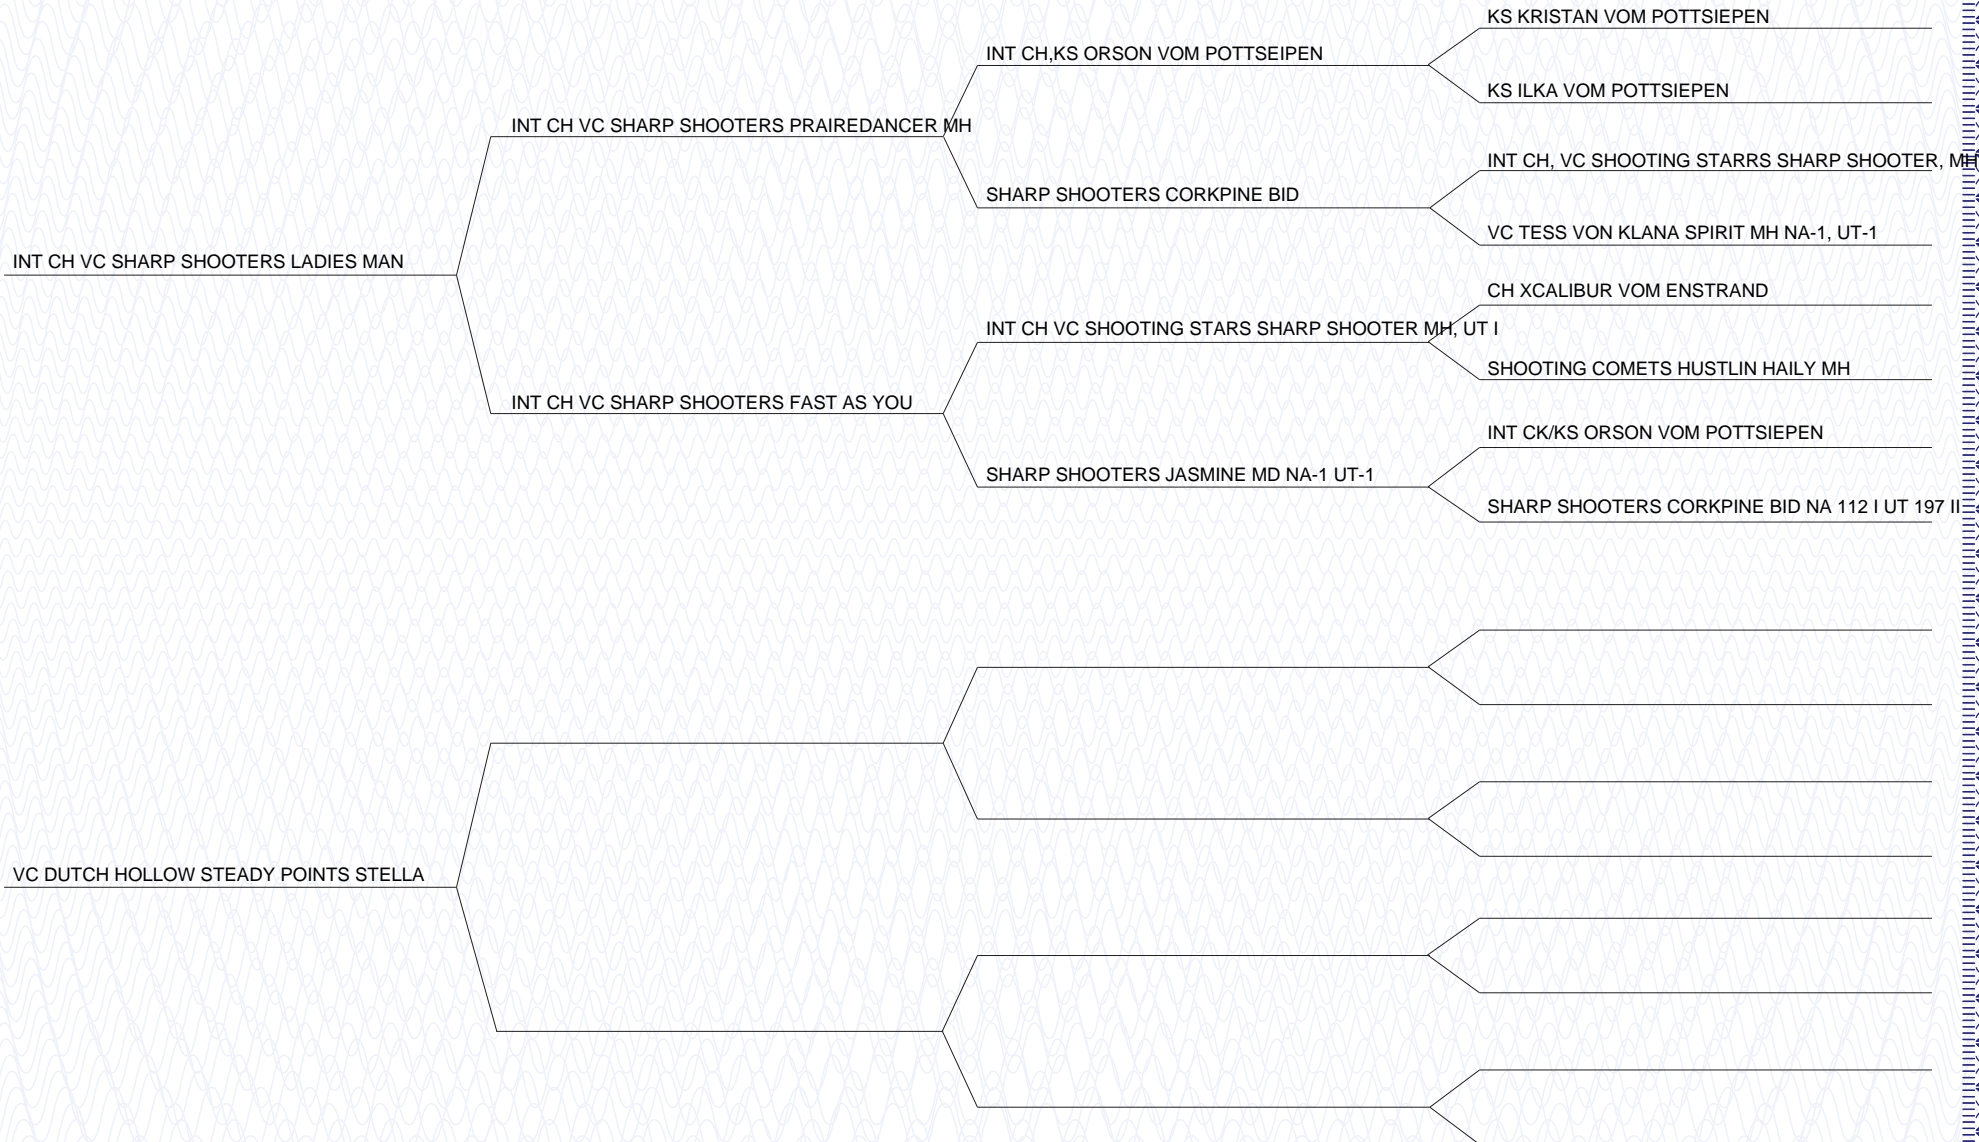 KS KRISTAN VOM POTTSIEPEN
INT CH,KS ORSON VOM POTTSEIPEN
KS ILKA VOM POTTSIEPEN
INT CH VC SHARP SHOOTERS PRAIREDANCER MH
INT CH, VC SHOOTING STARRS SHARP SHOOTER, MH
SHARP SHOOTERS CORKPINE BID
VC TESS VON KLANA SPIRIT MH NA-1, UT-1
INT CH VC SHARP SHOOTERS LADIES MAN
CH XCALIBUR VOM ENSTRAND
INT CH VC SHOOTING STARS SHARP SHOOTER MH, UT I
SHOOTING COMETS HUSTLIN HAILY MH
INT CH VC SHARP SHOOTERS FAST AS YOU
INT CK/KS ORSON VOM POTTSIEPEN
SHARP SHOOTERS JASMINE MD NA-1 UT-1
SHARP SHOOTERS CORKPINE BID NA 112 I UT 197 II
VC DUTCH HOLLOW STEADY POINTS STELLA